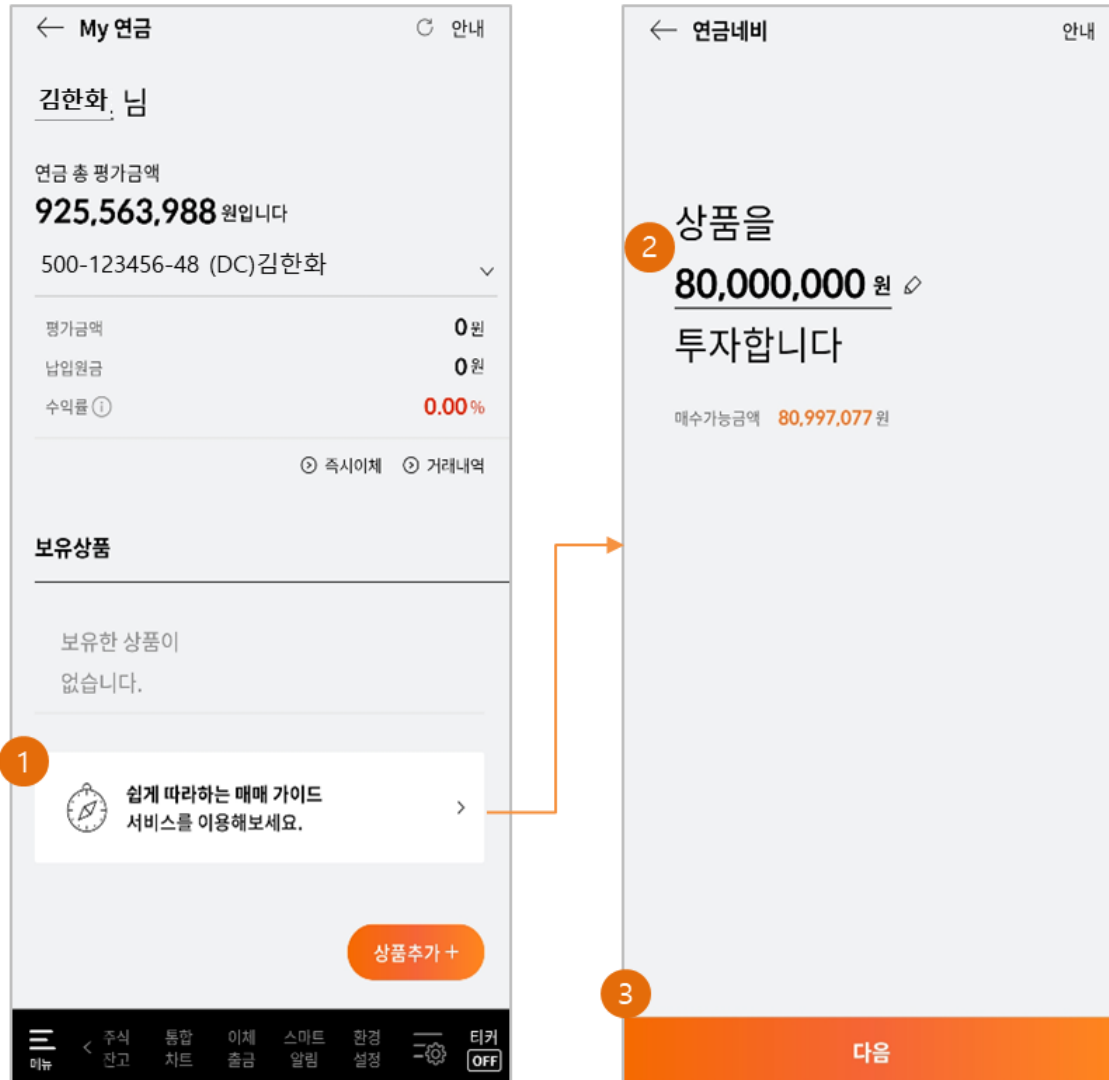 ← My 연금 안내
김한화 님
연금 총 평가금액
925,563,988 원입니다
500-123456-48 (DC)김한화
평가금액 0 원
납입원금 0 원
수익률 0.00 %
즉시이체 거래내역
보유상품
보유한 상품이
없습니다.
1
쉽게 따라하는 매매 가이드
서비스를 이용해보세요.
상품추가 +
메뉴
주식
잔고
통합
차트
이체
출금
스마트
알림
환경
설정
티커
OFF
← 연금네비 안내
2
상품을
80,000,000 원
투자합니다
매수가능금액 80,997,077 원
3
다음